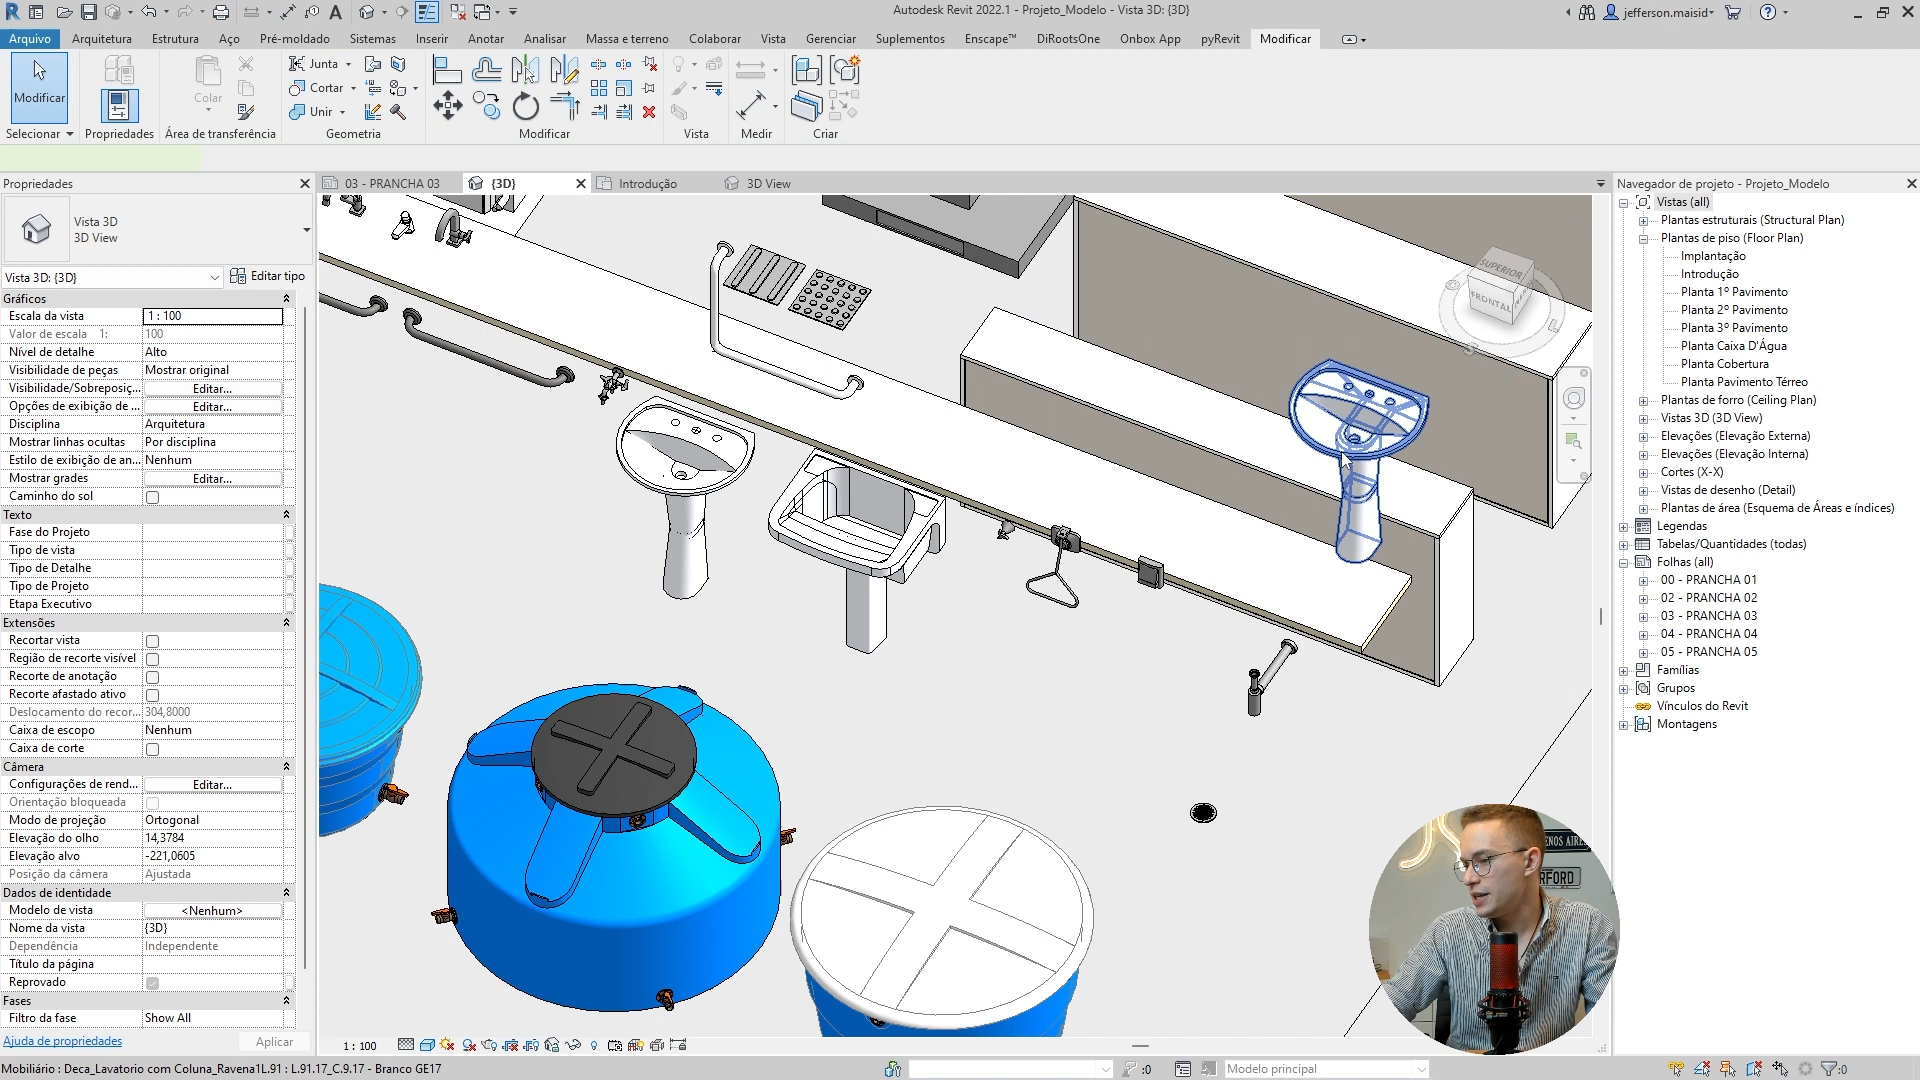 Autodesk Revit 2022.1 - Projeto_Modelo - Vista 3D: {3D}
jefferson.maisid
Arquivo
Arquitetura
Estrutura
Aço
Pré-moldado
Sistemas
Inserir
Anotar
Analisar
Massa e terreno
Colaborar
Vista
Gerenciar
Suplementos
Enscape™
DiRootsOne
Onbox App
pyRevit
Modificar
Modificar
Colar
Junta
Cortar
Unir
Selecionar
Propriedades
Área de transferência
Geometria
Modificar
Vista
Medir
Criar
Propriedades
03 - PRANCHA 03
{3D}
Introdução
3D View
Vista 3D
3D View
Vista 3D: {3D}
Editar tipo
Gráficos
Escala da vista 1 : 100
Valor de escala 1: 100
Nível de detalhe Alto
Visibilidade de peças Mostrar original
Visibilidade/Sobreposiç... Editar...
Opções de exibição de ... Editar...
Disciplina Arquitetura
Mostrar linhas ocultas Por disciplina
Estilo de exibição de an... Nenhum
Mostrar grades Editar...
Caminho do sol
Texto
Fase do Projeto
Tipo de vista
Tipo de Detalhe
Tipo de Projeto
Etapa Executivo
Extensões
Recortar vista
Região de recorte visível
Recorte de anotação
Recorte afastado ativo
Deslocamento do recor... 304,8000
Caixa de escopo Nenhum
Caixa de corte
Câmera
Configurações de rend... Editar...
Orientação bloqueada
Modo de projeção Ortogonal
Elevação do olho 14,3784
Elevação alvo -221,0605
Posição da câmera Ajustada
Dados de identidade
Modelo de vista <Nenhum>
Nome da vista {3D}
Dependência Independente
Título da página
Reprovado
Fases
Filtro da fase Show All
Ajuda de propriedades
Aplicar
SUPERIOR
FRONTAL
Navegador de projeto - Projeto_Modelo
Vistas (all)
Plantas estruturais (Structural Plan)
Plantas de piso (Floor Plan)
Implantação
Introdução
Planta 1º Pavimento
Planta 2º Pavimento
Planta 3º Pavimento
Planta Caixa D'Água
Planta Cobertura
Planta Pavimento Térreo
Plantas de forro (Ceiling Plan)
Vistas 3D (3D View)
Elevações (Elevação Externa)
Elevações (Elevação Interna)
Cortes (X-X)
Vistas de desenho (Detail)
Plantas de área (Esquema de Áreas e índices)
Legendas
Tabelas/Quantidades (todas)
Folhas (all)
00 - PRANCHA 01
02 - PRANCHA 02
03 - PRANCHA 03
04 - PRANCHA 04
05 - PRANCHA 05
Famílias
Grupos
Vínculos do Revit
Montagens
1 : 100
Mobiliário : Deca_Lavatorio com Coluna_Ravena1L.91 : L.91.17_C.9.17 - Branco GE17
:0
Modelo principal
:0